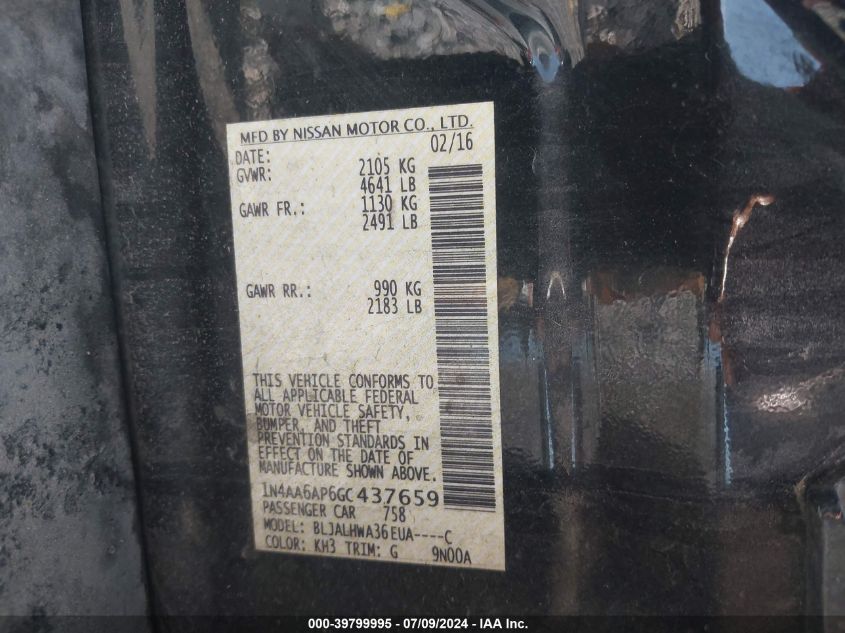 MFD BY NISSAN MOTOR CO., LTD.
DATE: 02/16
GVWR: 2105 KG
4641 LB
GAWR FR.: 1130 KG
2491 LB
GAWR RR.: 990 KG
2183 LB
THIS VEHICLE CONFORMS TO
ALL APPLICABLE FEDERAL
MOTOR VEHICLE SAFETY,
BUMPER, AND THEFT
PREVENTION STANDARDS IN
EFFECT ON THE DATE OF
MANUFACTURE SHOWN ABOVE.
1N4AA6AP6GC437659
PASSENGER CAR 758
MODEL: BLJALHWA36EUA----C
COLOR: KH3 TRIM: G 9N00A
000-39799995 - 07/09/2024 - IAA Inc.